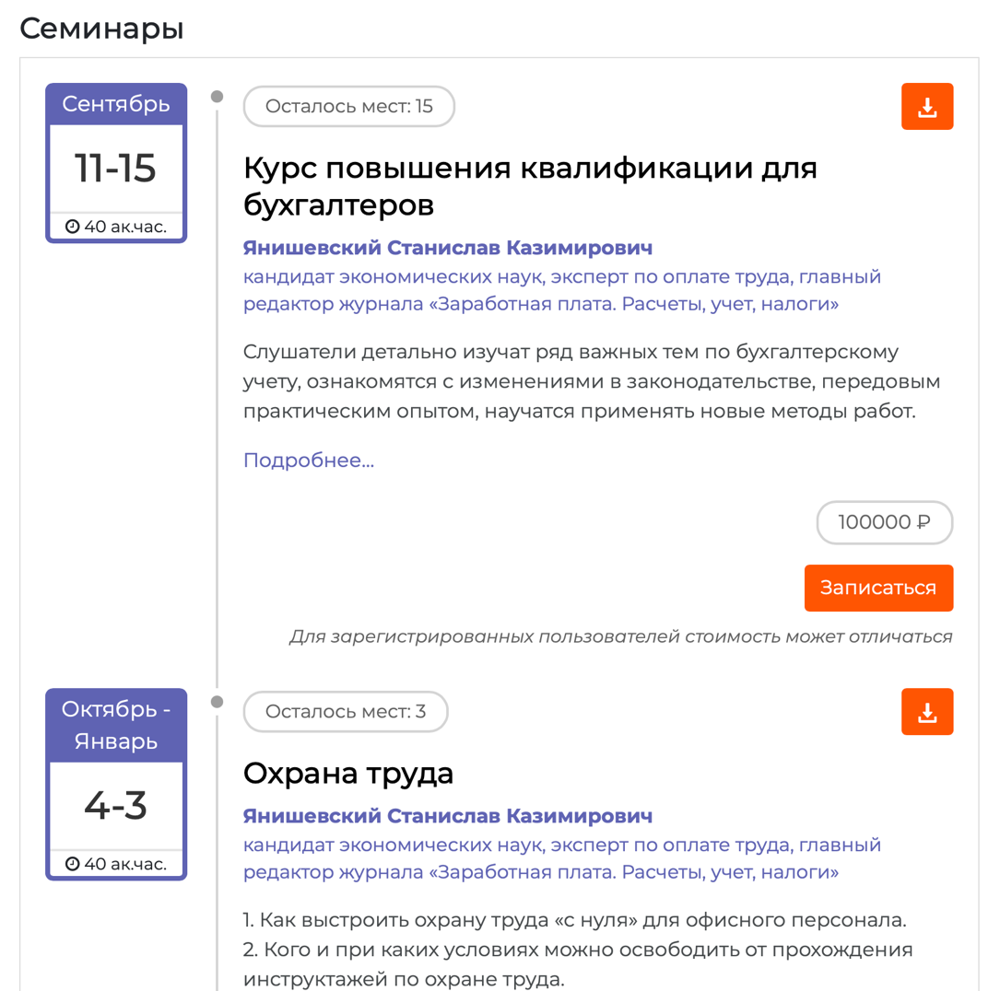 Семинары
Сентябрь
11-15
40 ак.час.
Осталось мест: 15
Курс повышения квалификации для
бухгалтеров
Янишевский Станислав Казимирович
кандидат экономических наук, эксперт по оплате труда, главный
редактор журнала «Заработная плата. Расчеты, учет, налоги»
Слушатели детально изучат ряд важных тем по бухгалтерскому
учету, ознакомятся с изменениями в законодательстве, передовым
практическим опытом, научатся применять новые методы работ.
Подробнее...
100000 ₽
Записаться
Для зарегистрированных пользователей стоимость может отличаться
Октябрь -
Январь
4-3
40 ак.час.
Осталось мест: 3
Охрана труда
Янишевский Станислав Казимирович
кандидат экономических наук, эксперт по оплате труда, главный
редактор журнала «Заработная плата. Расчеты, учет, налоги»
1. Как выстроить охрану труда «с нуля» для офисного персонала.
2. Кого и при каких условиях можно освободить от прохождения
инструктажей по охране труда.